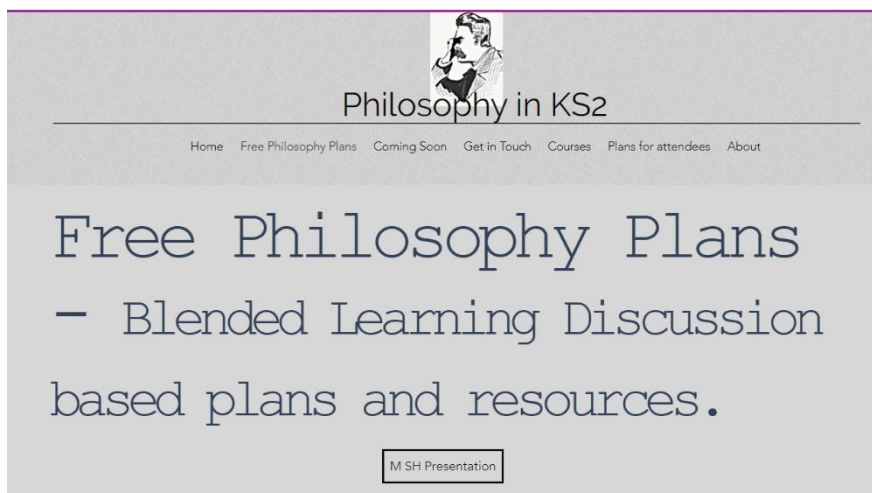 Philosophy in KS2
Home Free Philosophy Plans Coming Soon Get in Touch Courses Plans for attendees About
Free Philosophy Plans
– Blended Learning Discussion
based plans and resources.
M SH Presentation